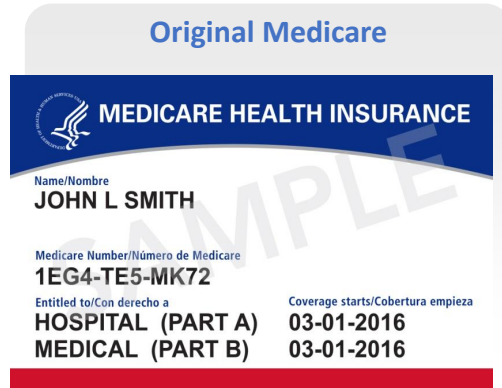 Original Medicare
MEDICARE HEALTH INSURANCE
Name/Nombre
JOHN L SMITH
Medicare Number/Número de Medicare
1EG4-TE5-MK72
Entitled to/Con derecho a Coverage starts/Cobertura empieza
HOSPITAL (PART A) 03-01-2016
MEDICAL (PART B) 03-01-2016
SAMPLE